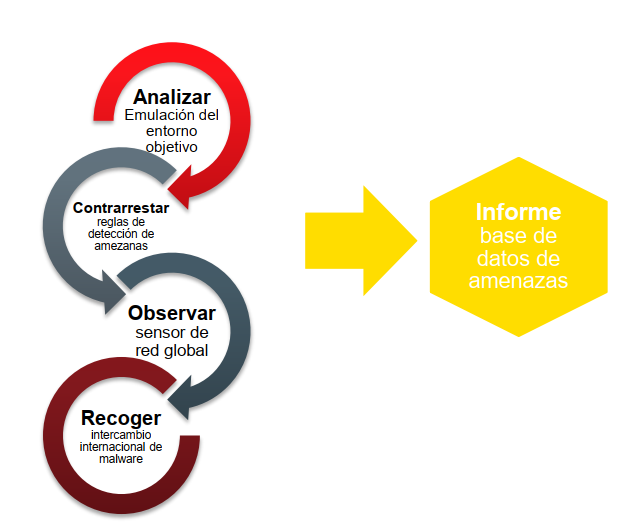 Analizar
Emulación del
entorno
objetivo
Contrarrestar
reglas de
detección de
amezanas
Observar
sensor de
red global
Recoger
intercambio
internacional de
malware
Informe
base de
datos de
amenazas